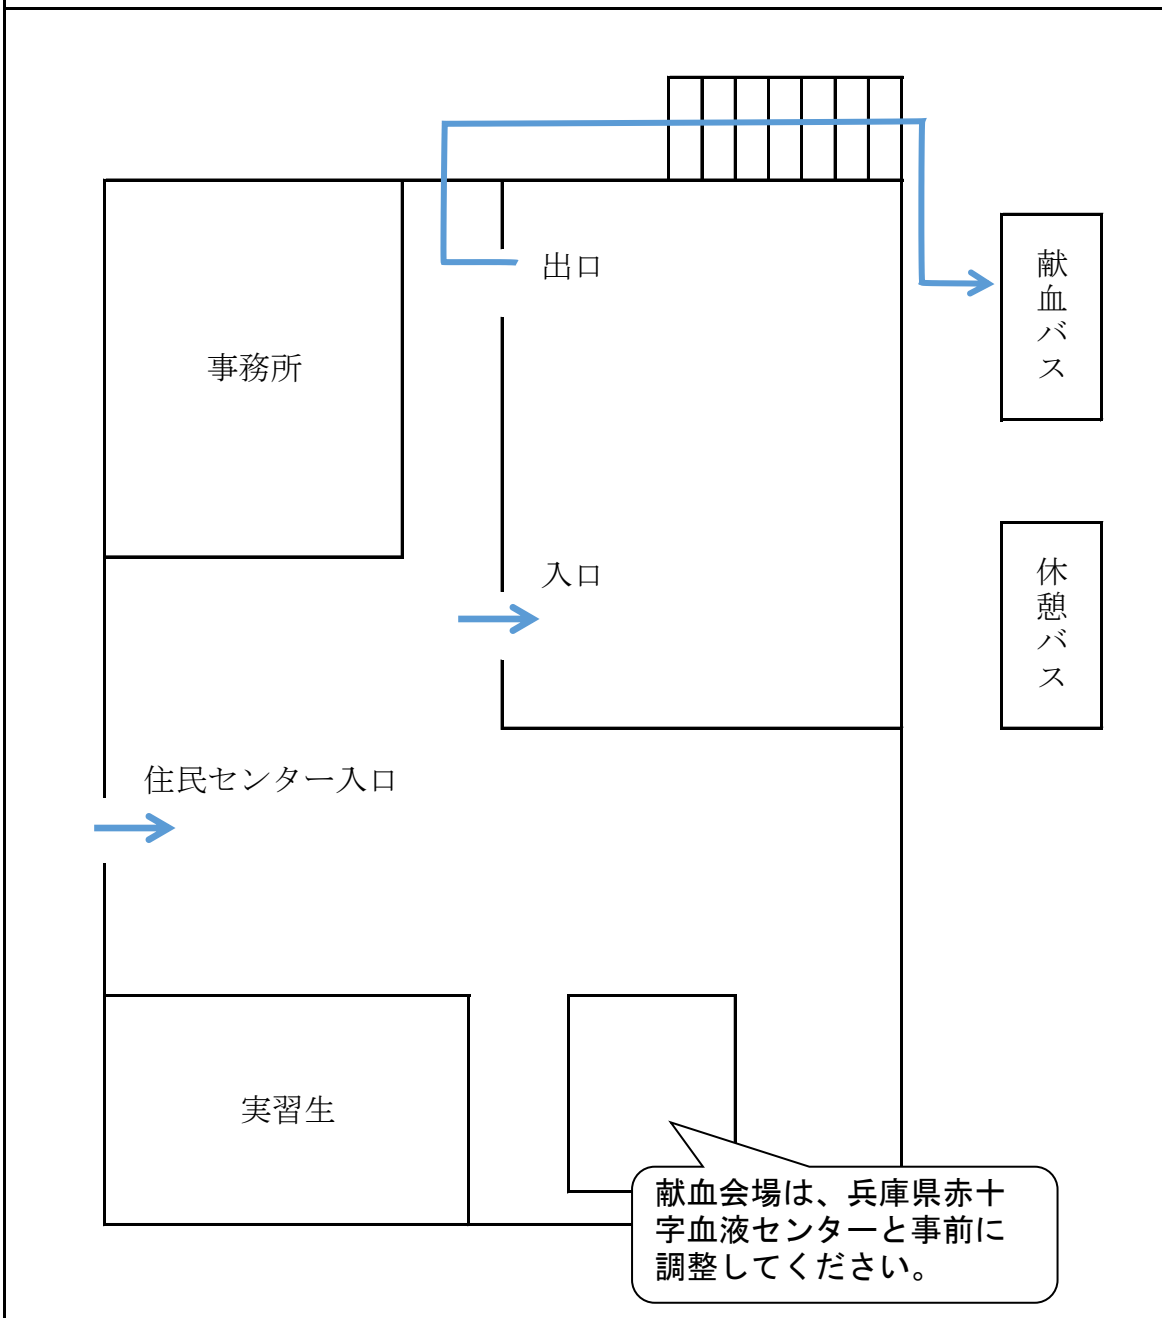 出口
献血バス
事務所
入口
休憩バス
住民センター入口
実習生
献血会場は、兵庫県赤十
字血液センターと事前に
調整してください。